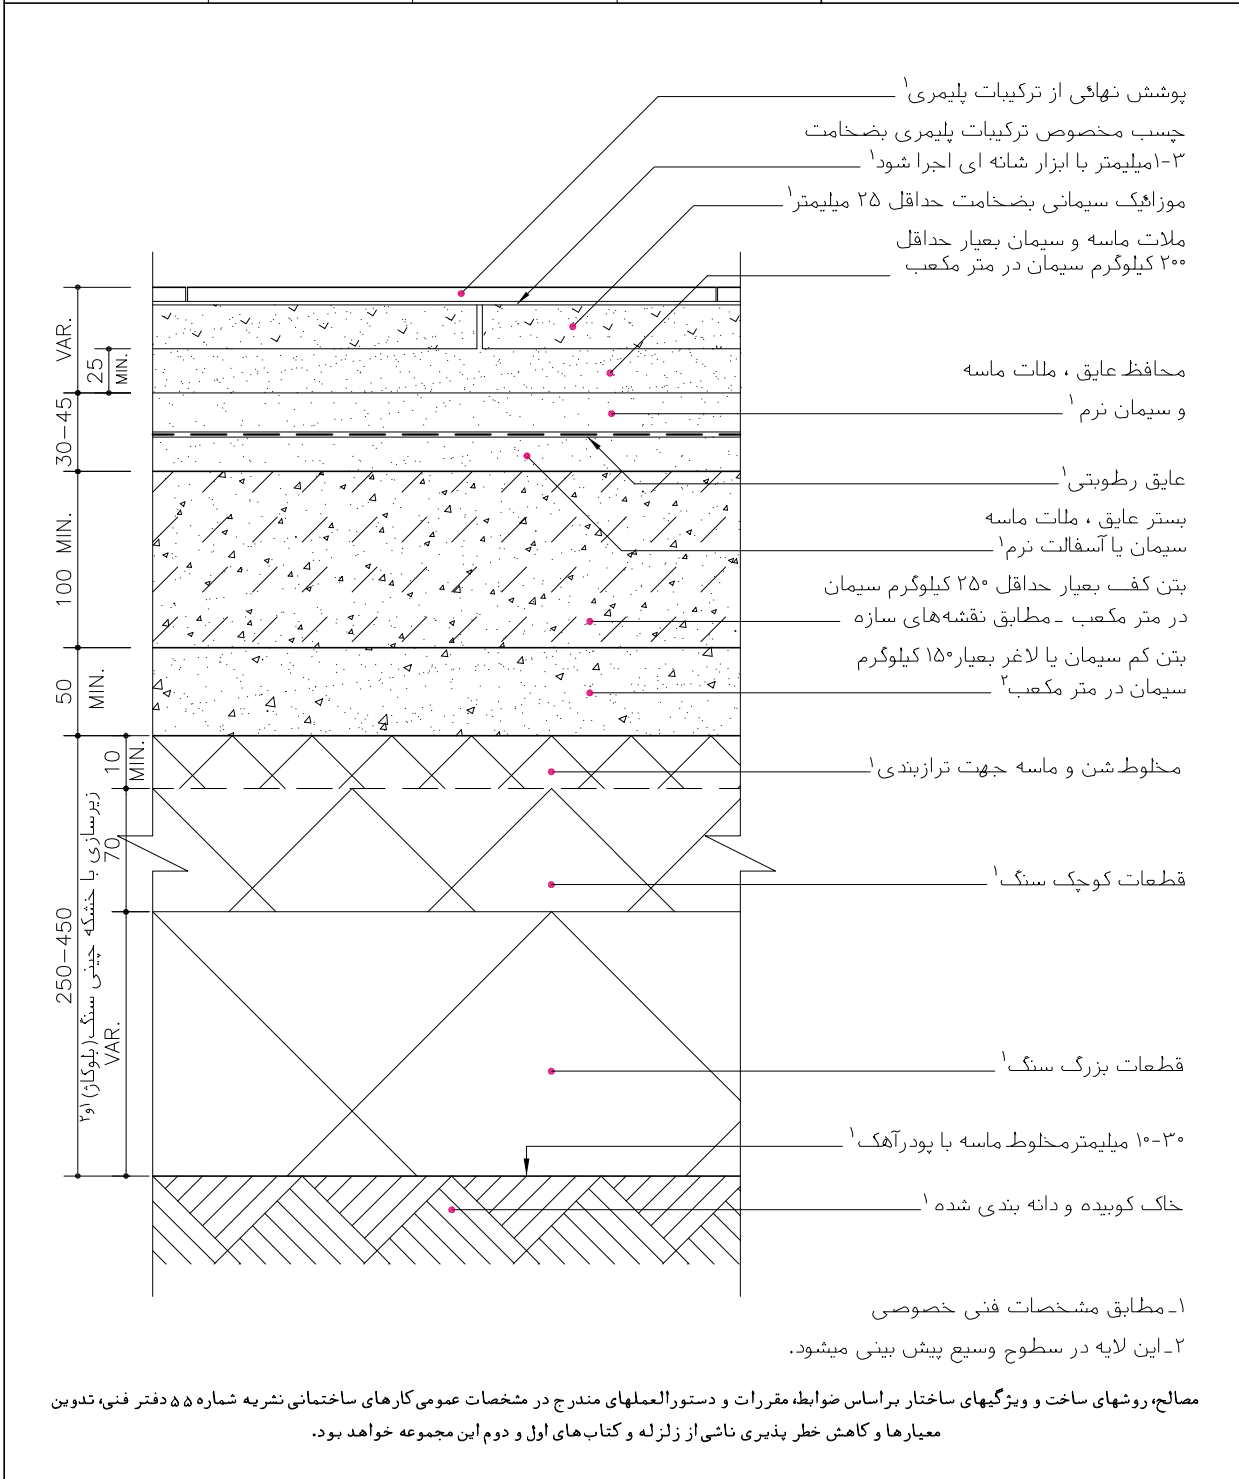 پوشش نهائی از ترکیبات پلیمری۱
چسب مخصوص ترکیبات پلیمری بضخامت
۱-۳میلیمتر با ابزار شانه ای اجرا شود۱
موزائیک سیمانی بضخامت حداقل ۲۵ میلیمتر۱
ملات ماسه و سیمان بعیار حداقل
۲۰۰ کیلوگرم سیمان در متر مکعب
محافظ عایق ، ملات ماسه
و سیمان نرم ۱
عایق رطوبتی۱
بستر عایق ، ملات ماسه
سیمان یا آسفالت نرم۱
بتن کف بعیار حداقل ۲۵۰ کیلوگرم سیمان
در متر مکعب - مطابق نقشه‌های سازه
بتن کم سیمان یا لاغر بعیار۱۵۰ کیلوگرم
سیمان در متر مکعب۲
مخلوط شن و ماسه جهت ترازبندی۱
قطعات کوچک سنگ۱
قطعات بزرگ سنگ۱
۱۰-۳۰ میلیمترمخلوط ماسه با پودرآهک۱
خاک کوبیده و دانه بندی شده۱
VAR.
25
MIN.
30-45
100 MIN.
50
MIN.
10
MIN.
70
250-450
زیرسازی با خشکه چینی سنگ(بلوکاژ)۱و۲
VAR.
۱- مطابق مشخصات فنی خصوصی
۲-این لایه در سطوح وسیع پیش بینی میشود.
مصالح، روشهای ساخت و ویژگیهای ساختار براساس ضوابط، مقررات و دستورالعملهای مندرج در مشخصات عمومی کارهای ساختمانی نشریه شماره ۵۵ دفتر فنی، تدوین
معیارها و کاهش خطر پذیری ناشی از زلزله و کتاب‌های اول و دوم این مجموعه خواهد بود.